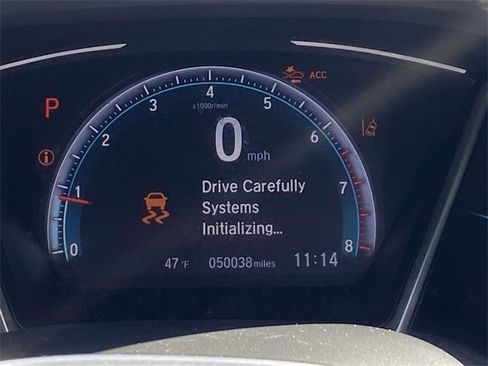 ACC
P
4
3
5
x1000r/min
2
6
0 mph
i
1
7
Drive Carefully
Systems
Initializing...
0
8
47°F
050038 miles
11:14